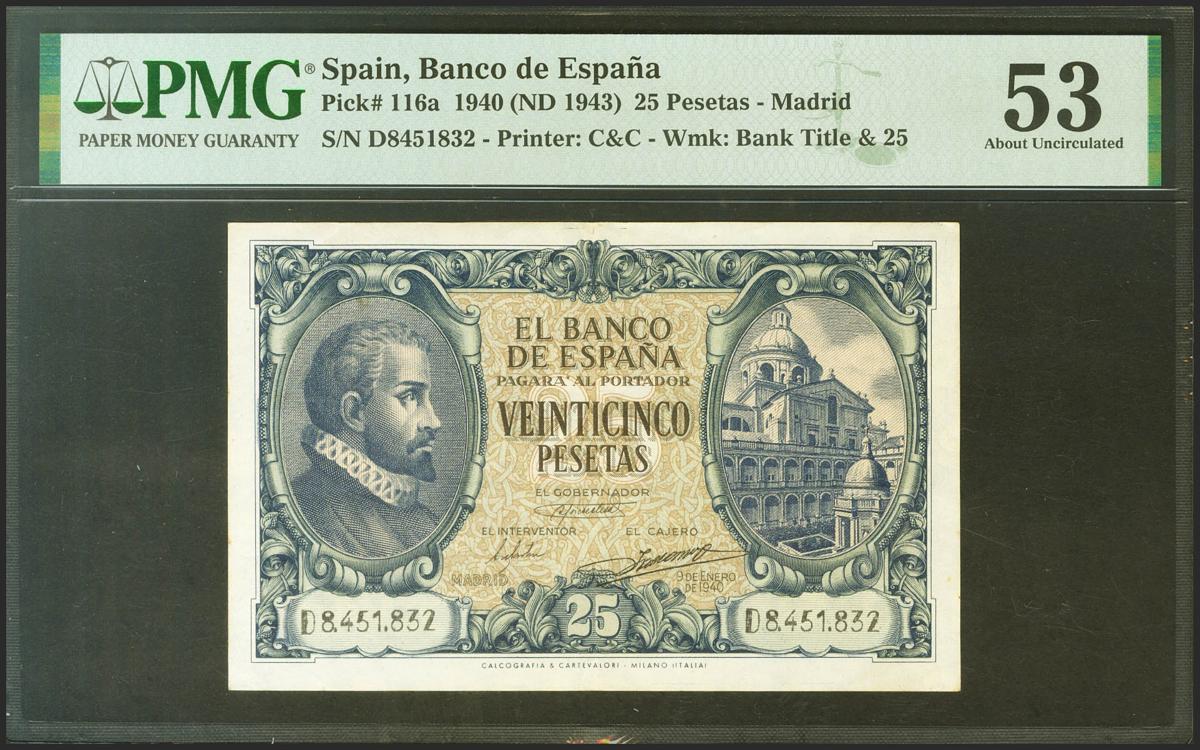 PMG®
PAPER MONEY GUARANTY
Spain, Banco de España
Pick# 116a 1940 (ND 1943) 25 Pesetas - Madrid
S/N D8451832 - Printer: C&C - Wmk: Bank Title & 25
53
About Uncirculated
EL BANCO
DE ESPAÑA
PAGARÁ AL PORTADOR
25
VEINTICINCO
PESETAS
EL GOBERNADOR
EL INTERVENTOR EL CAJERO
MADRID 9 DE ENERO
DE 1940
D8.451.832 25 D8.451.832
CALCOGRAFIA & CARTEVALORI - MILANO (ITALIA)